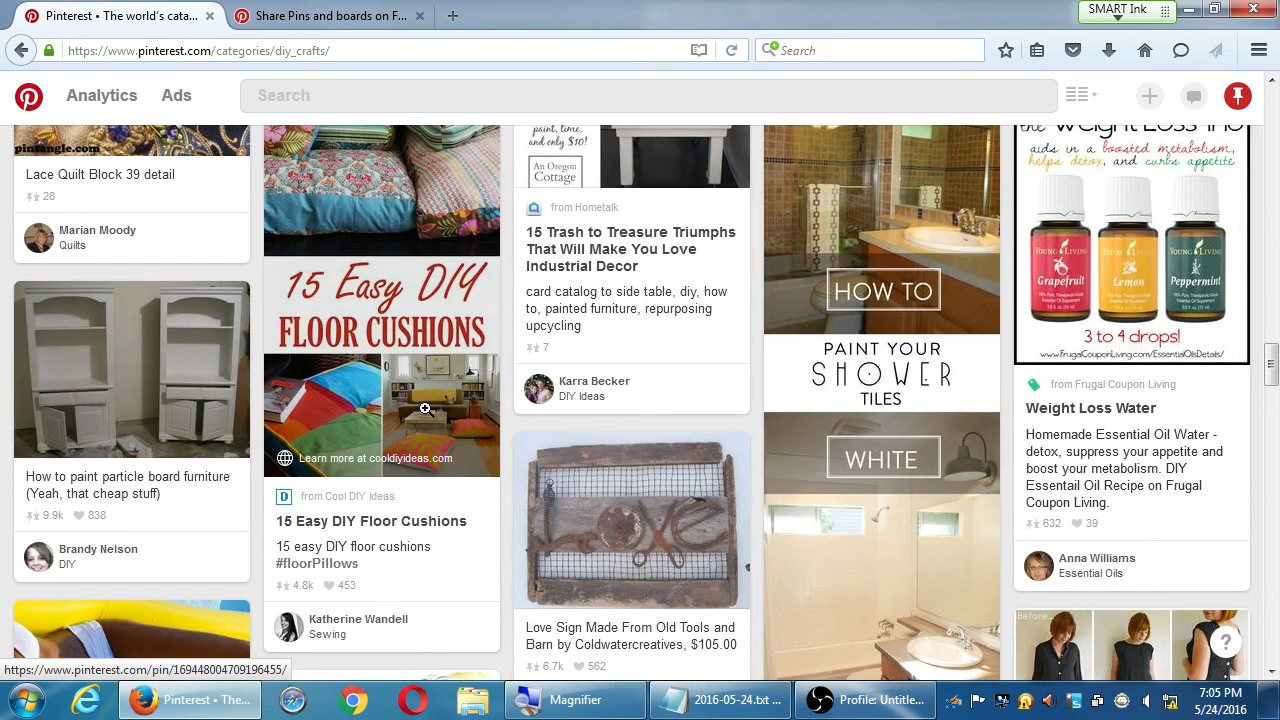 Pinterest • The world's cata...
Share Pins and boards on F...
SMART Ink
https://www.pinterest.com/categories/diy_crafts/
Search
Analytics
Ads
Search
pintangle.com
Lace Quilt Block 39 detail
28
Marian Moody
Quilts
How to paint particle board furniture
(Yeah, that cheap stuff)
9.9k 838
Brandy Nelson
DIY
15 Easy DIY
FLOOR CUSHIONS
Learn more at cooldiyideas.com
from Cool DIY Ideas
15 Easy DIY Floor Cushions
15 easy DIY floor cushions
#floorPillows
4.8k 453
Katherine Wandell
Sewing
paint, time,
and only $10!
An Oregon
Cottage
from Hometalk
15 Trash to Treasure Triumphs
That Will Make You Love
Industrial Decor
card catalog to side table, diy, how
to, painted furniture, repurposing
upcycling
7
Karra Becker
DIY Ideas
Love Sign Made From Old Tools and
Barn by Coldwatercreatives, $105.00
6.7k 562
HOW TO
PAINT YOUR
SHOWER
TILES
WHITE
the Weight Loss Trio
aids in a boosted metabolism,
helps detox, and curbs appetite
YOUNG LIVING
Grapefruit
YOUNG LIVING
Lemon
YOUNG LIVING
Peppermint
3 to 4 drops!
www.FrugalCouponLiving.com/EssentialOilsDetails/
from Frugal Coupon Living
Weight Loss Water
Homemade Essential Oil Water -
detox, suppress your appetite and
boost your metabolism. DIY
Essentail Oil Recipe on Frugal
Coupon Living.
632 39
Anna Williams
Essential Oils
Before...
?
https://www.pinterest.com/pin/169448004709196455/
Pinterest • The...
Magnifier
2016-05-24.txt ...
Profile: Untitle...
7:05 PM
5/24/2016